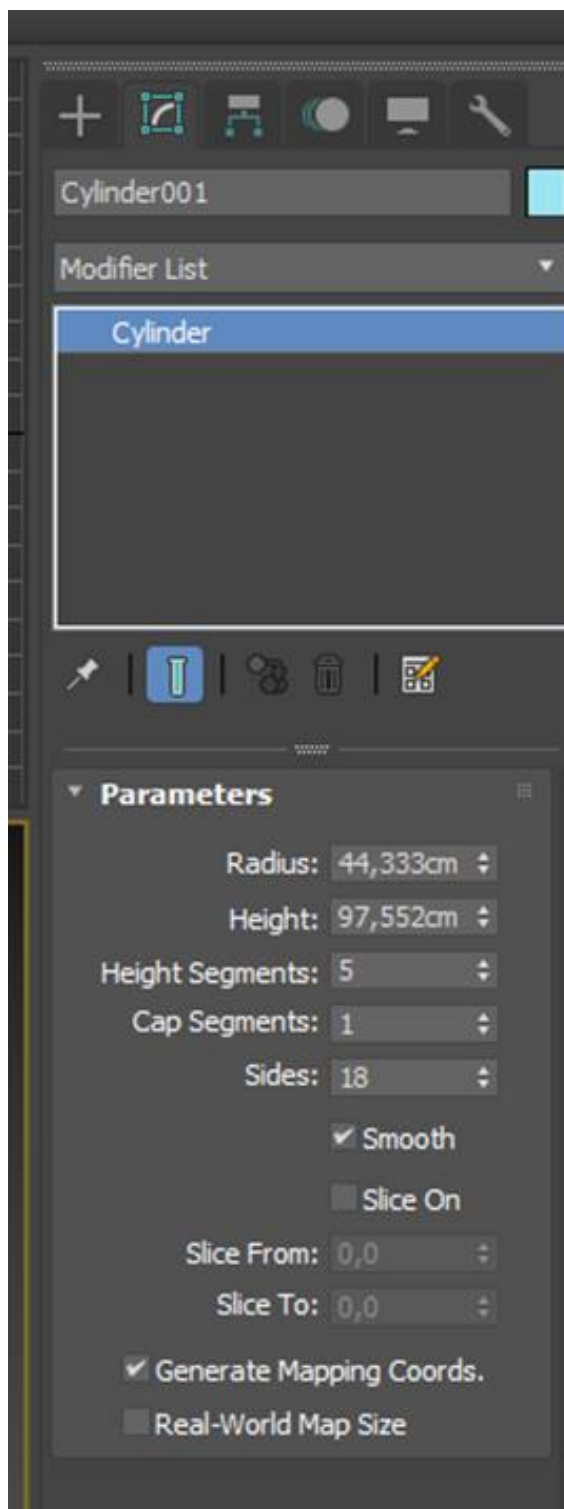 Cylinder001
Modifier List
Cylinder
Parameters
Radius: 44,333cm
Height: 97,552cm
Height Segments: 5
Cap Segments: 1
Sides: 18
Smooth
Slice On
Slice From: 0,0
Slice To: 0,0
Generate Mapping Coords.
Real-World Map Size